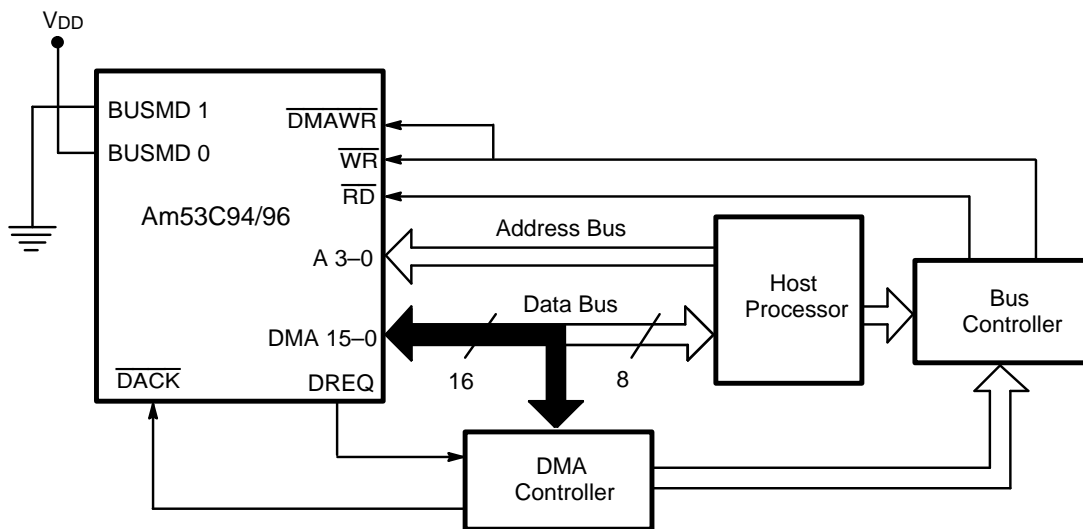 VDD
BUSMD 1
BUSMD 0
Am53C94/96
DMAWR
WR
RD
A 3–0
DMA 15–0
DREQ
DACK
Address Bus
Data Bus
16
8
Host
Processor
Bus
Controller
DMA
Controller